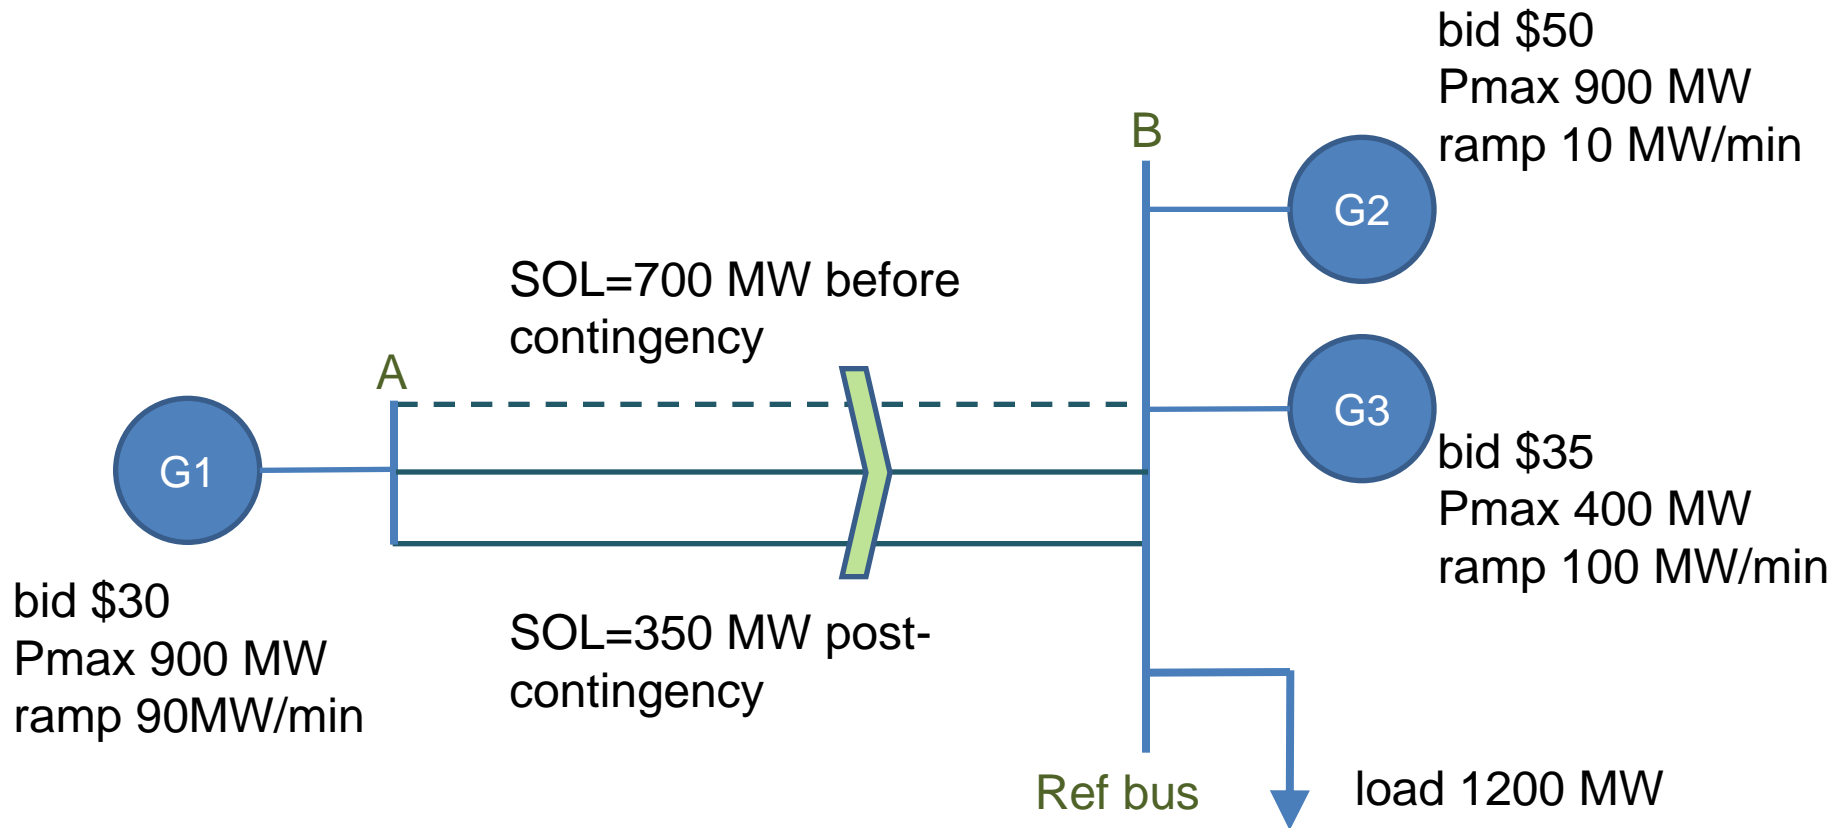 bid $50
Pmax 900 MW
ramp 10 MW/min
B
G2
SOL=700 MW before
contingency
A
G3
G1
bid $35
Pmax 400 MW
ramp 100 MW/min
bid $30
Pmax 900 MW
ramp 90MW/min
SOL=350 MW post-
contingency
Ref bus
load 1200 MW